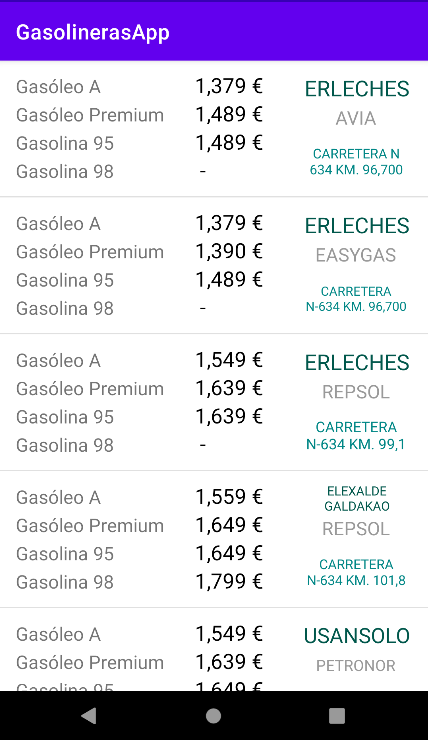 GasolinerasApp
Gasóleo A 1,379 €
Gasóleo Premium 1,489 €
Gasolina 95 1,489 €
Gasolina 98 -
ERLECHES
AVIA
CARRETERA N
634 KM. 96,700
Gasóleo A 1,379 €
Gasóleo Premium 1,390 €
Gasolina 95 1,489 €
Gasolina 98 -
ERLECHES
EASYGAS
CARRETERA
N-634 KM. 96,700
Gasóleo A 1,549 €
Gasóleo Premium 1,639 €
Gasolina 95 1,639 €
Gasolina 98 -
ERLECHES
REPSOL
CARRETERA
N-634 KM. 99,1
Gasóleo A 1,559 €
Gasóleo Premium 1,649 €
Gasolina 95 1,649 €
Gasolina 98 1,799 €
ELEXALDE
GALDAKAO
REPSOL
CARRETERA
N-634 KM. 101,8
Gasóleo A 1,549 €
Gasóleo Premium 1,639 €
Gasolina 95 1,649 €
USANSOLO
PETRONOR